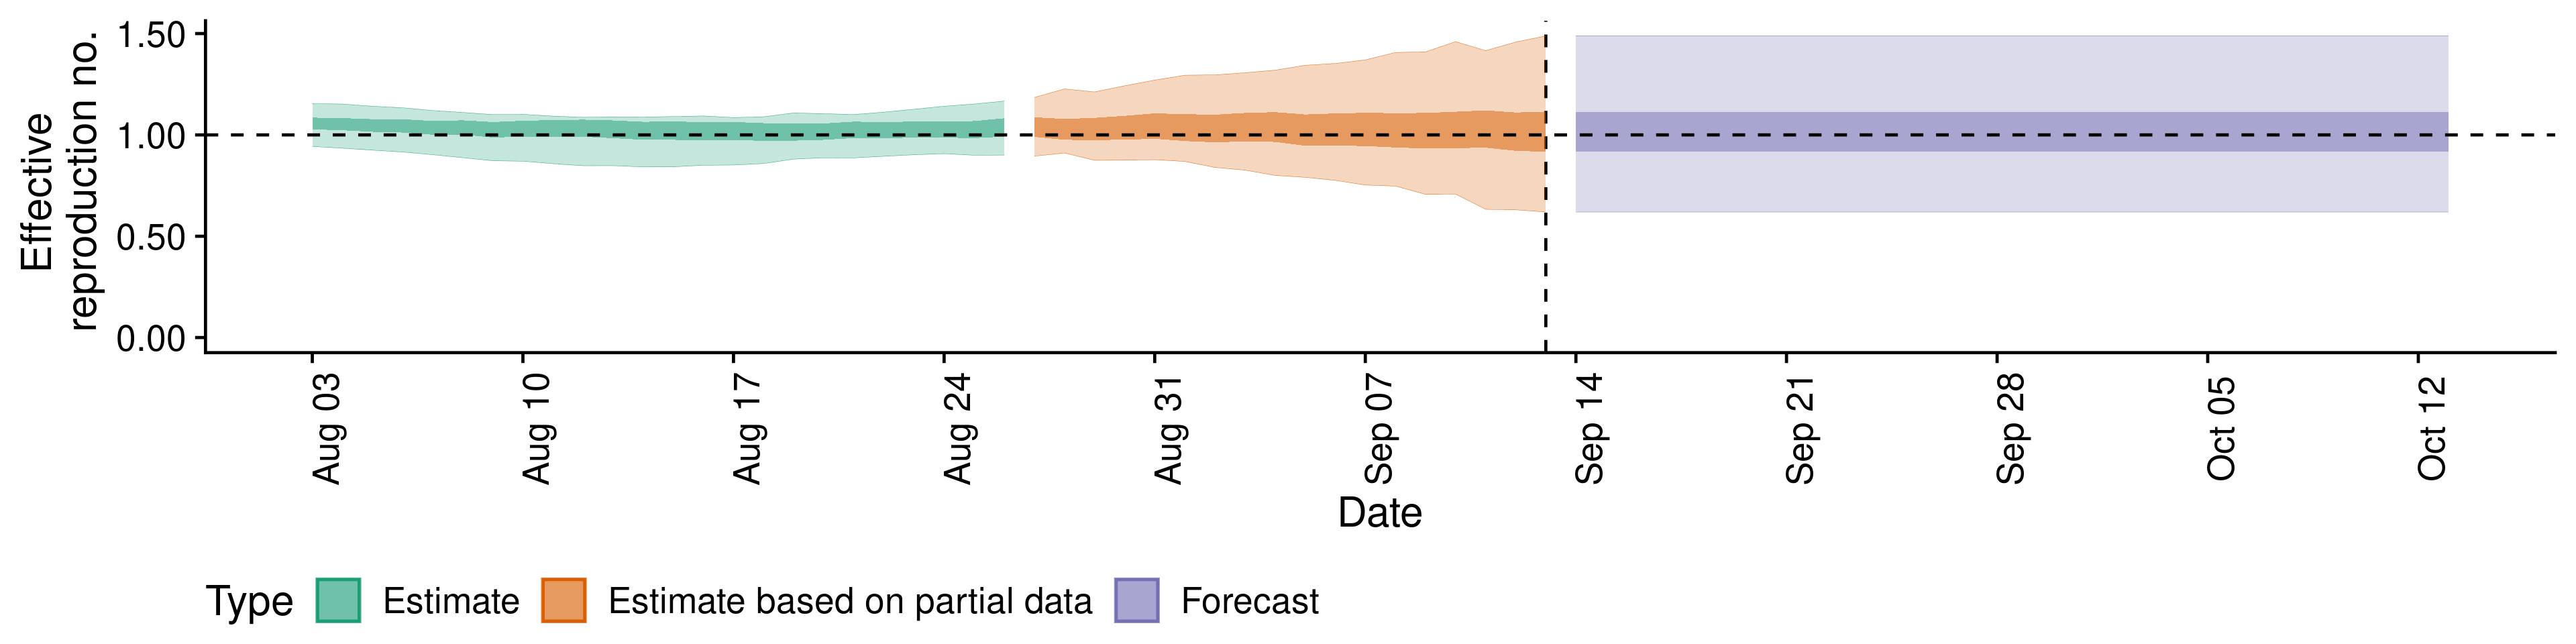 Effective
reproduction no.
1.50
1.00
0.50
0.00
Aug 03
Aug 10
Aug 17
Aug 24
Aug 31
Sep 07
Sep 14
Sep 21
Sep 28
Oct 05
Oct 12
Date
Type Estimate Estimate based on partial data Forecast